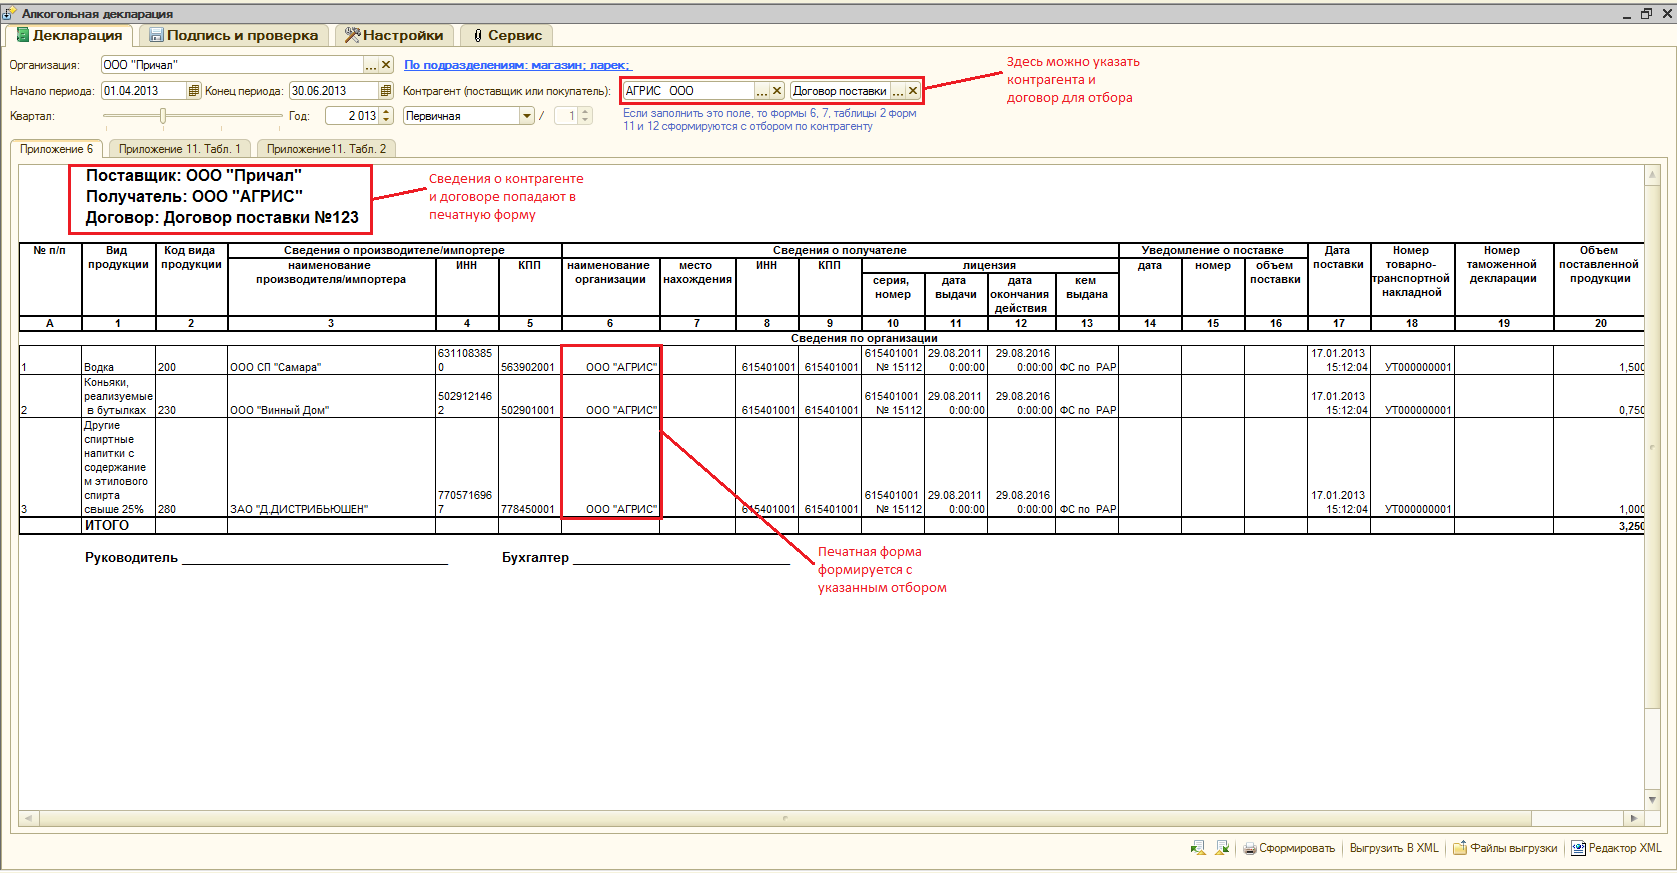 Алкогольная декларация
Декларация Подпись и проверка Настройки Сервис
Организация: ООО "Причал" ... По подразделениям: магазин; ларек;
Здесь можно указать
контрагента и
договор для отбора
Начало периода: 01.04.2013 Конец периода: 30.06.2013 Контрагент (поставщик или покупатель): АГРИС ООО ... Договор поставки ...
Квартал: Год: 2 013 Первичная / 1
Если заполнить это поле, то формы 6, 7, таблицы 2 форм
11 и 12 сформируются с отбором по контрагенту
Приложение 6 Приложение 11. Табл. 1 Приложение11. Табл. 2
Поставщик: ООО "Причал"
Получатель: ООО "АГРИС"
Договор: Договор поставки №123
Сведения о контрагенте
и договоре попадают в
печатную форму
№ п/п Вид продукции Код вида продукции Сведения о производителе/импортере Сведения о получателе Уведомление о поставке Дата поставки Номер товарно-транспортной накладной Номер таможенной декларации Объем поставленной продукции
наименование производителя/импортера ИНН КПП наименование организации место нахождения ИНН КПП лицензия дата номер объем поставки
серия, номер дата выдачи дата окончания действия кем выдана
А 1 2 3 4 5 6 7 8 9 10 11 12 13 14 15 16 17 18 19 20
Сведения по организации
1 Водка 200 ООО СП "Самара" 6311083850 563902001 ООО "АГРИС" 615401001 615401001 615401001 № 15112 29.08.2011 0:00:00 29.08.2016 0:00:00 ФС по РАР 17.01.2013 15:12:04 УТ000000001 1,500
2 Коньяки, реализуемые в бутылках 230 ООО "Винный Дом" 5029121462 502901001 ООО "АГРИС" 615401001 615401001 615401001 № 15112 29.08.2011 0:00:00 29.08.2016 0:00:00 ФС по РАР 17.01.2013 15:12:04 УТ000000001 0,750
3 Другие спиртные напитки с содержанием этилового спирта свыше 25% 280 ЗАО "Д.ДИСТРИБЬЮШЕН" 7705716967 778450001 ООО "АГРИС" 615401001 615401001 615401001 № 15112 29.08.2011 0:00:00 29.08.2016 0:00:00 ФС по РАР 17.01.2013 15:12:04 УТ000000001 1,000
ИТОГО 3,250
Руководитель Бухгалтер
Печатная форма
формируется с
указанным отбором
Сформировать Выгрузить В XML Файлы выгрузки Редактор XML